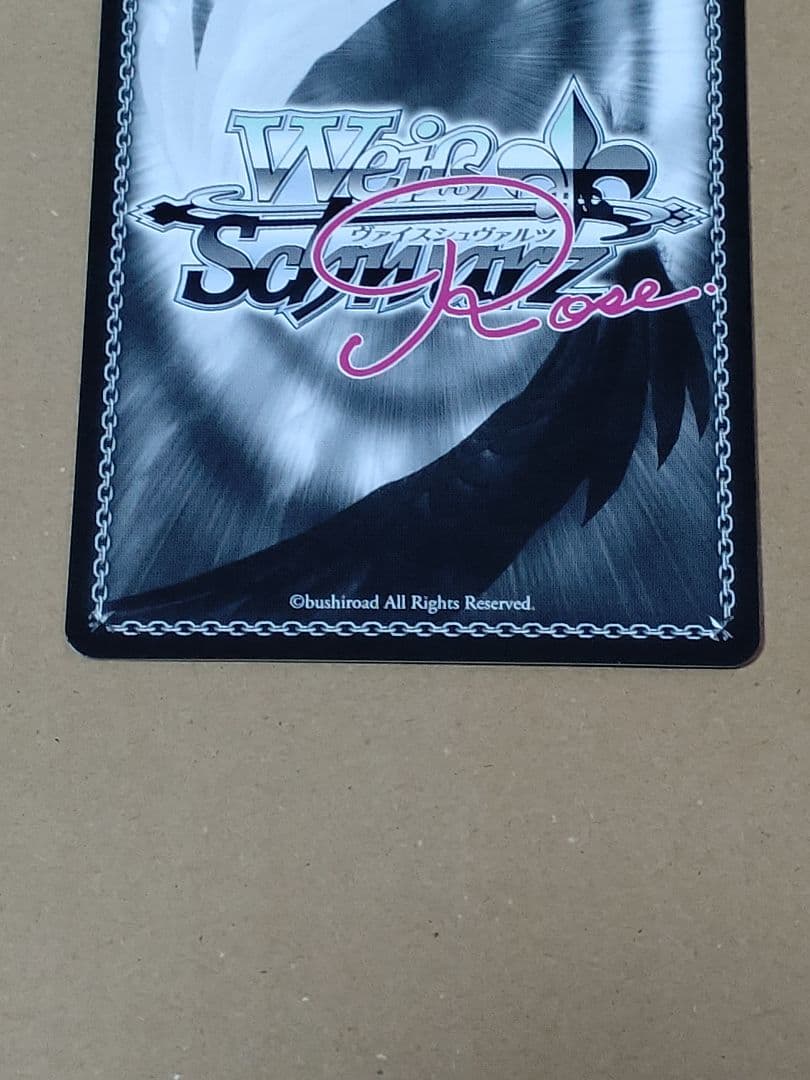 Weiß
ヴァイスシュヴァルツ
Schwarz
Rose.
©bushiroad All Rights Reserved.